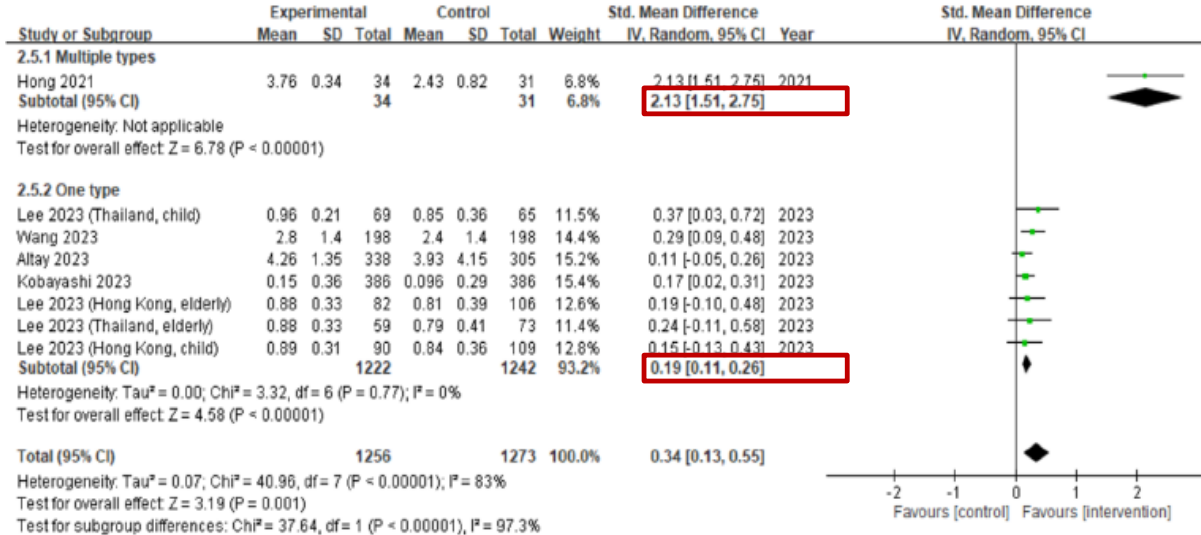 Experimental Control Std. Mean Difference Std. Mean Difference
Study or Subgroup Mean SD Total Mean SD Total Weight IV, Random, 95% CI Year IV, Random, 95% CI
2.5.1 Multiple types
Hong 2021 3.76 0.34 34 2.43 0.82 31 6.8% 2.13 [1.51, 2.75] 2021
Subtotal (95% CI) 34 31 6.8% 2.13 [1.51, 2.75]
Heterogeneity: Not applicable
Test for overall effect: Z = 6.78 (P < 0.00001)
2.5.2 One type
Lee 2023 (Thailand, child) 0.96 0.21 69 0.85 0.36 65 11.5% 0.37 [0.03, 0.72] 2023
Wang 2023 2.8 1.4 198 2.4 1.4 198 14.4% 0.29 [0.09, 0.48] 2023
Altay 2023 4.26 1.35 338 3.93 4.15 305 15.2% 0.11 [-0.05, 0.26] 2023
Kobayashi 2023 0.15 0.36 386 0.096 0.29 386 15.6% 0.17 [0.02, 0.31] 2023
Lee 2023 (Hong Kong, elderly) 0.88 0.33 82 0.81 0.39 106 12.6% 0.19 [-0.10, 0.48] 2023
Lee 2023 (Thailand, elderly) 0.88 0.33 59 0.79 0.41 73 11.4% 0.24 [-0.11, 0.58] 2023
Lee 2023 (Hong Kong, child) 0.89 0.31 90 0.84 0.36 109 12.8% 0.15 [-0.13, 0.43] 2023
Subtotal (95% CI) 1222 1242 93.2% 0.19 [0.11, 0.26]
Heterogeneity: Tau² = 0.00; Chi² = 3.32, df = 6 (P = 0.77); I² = 0%
Test for overall effect: Z = 4.58 (P < 0.00001)
Total (95% CI) 1256 1273 100.0% 0.34 [0.13, 0.55]
Heterogeneity: Tau² = 0.07; Chi² = 40.96, df = 7 (P < 0.00001); I² = 83%
Test for overall effect: Z = 3.19 (P = 0.001)
Test for subgroup differences: Chi² = 37.64, df = 1 (P < 0.00001), I² = 97.3%
-2 -1 0 1 2
Favours [control] Favours [intervention]